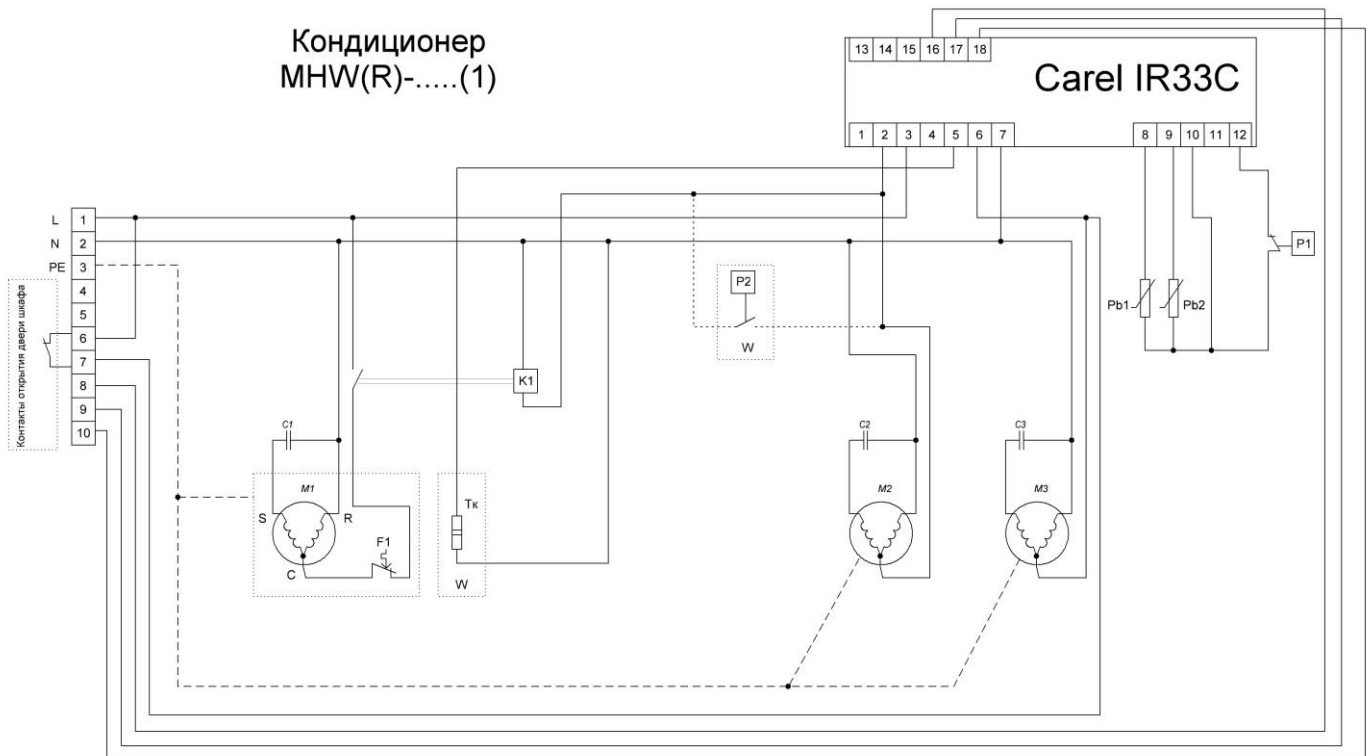 Кондиционер
MHW(R)-.....(1)
13 14 15 16 17 18
Carel IR33C
1 2 3 4 5 6 7
8 9 10 11 12
L 1
N 2
PE 3
4
5
6
7
8
9
10
Контакты открытия двери шкафа
P1
P2
W
Pb1
Pb2
K1
C1
C2
C3
M1
S
R
F1
C
Тк
W
M2
M3